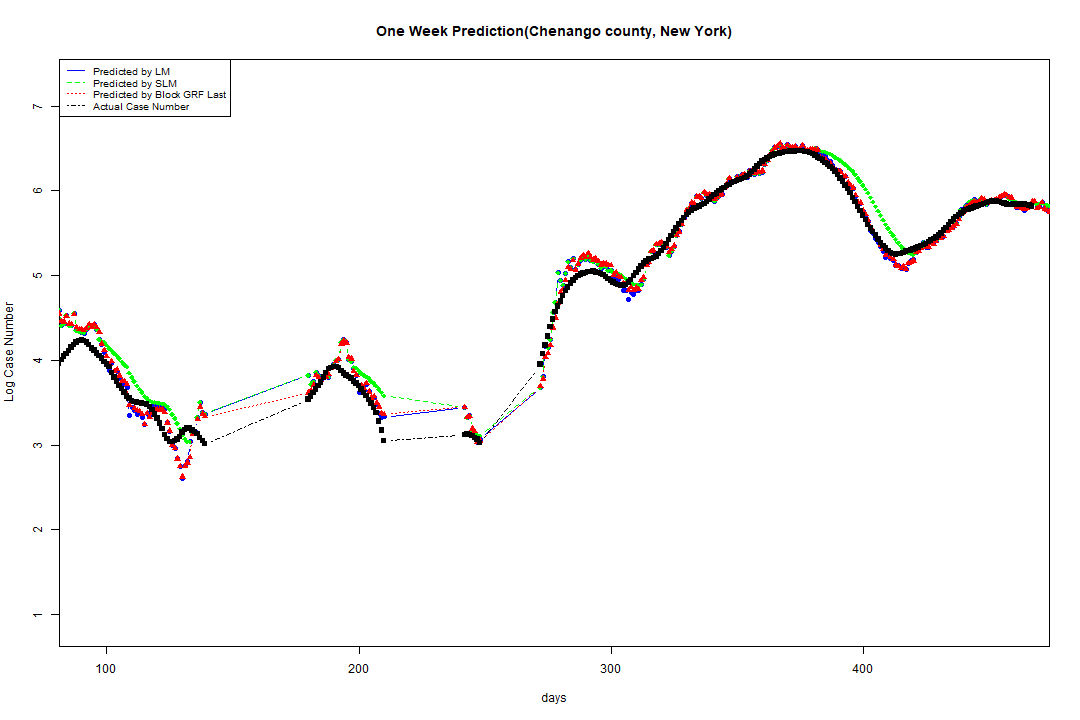 One Week Prediction(Chenango county, New York)
Predicted by LM
Predicted by SLM
Predicted by Block GRF Last
Actual Case Number
7
6
5
4
3
2
1
Log Case Number
100 200 300 400
days